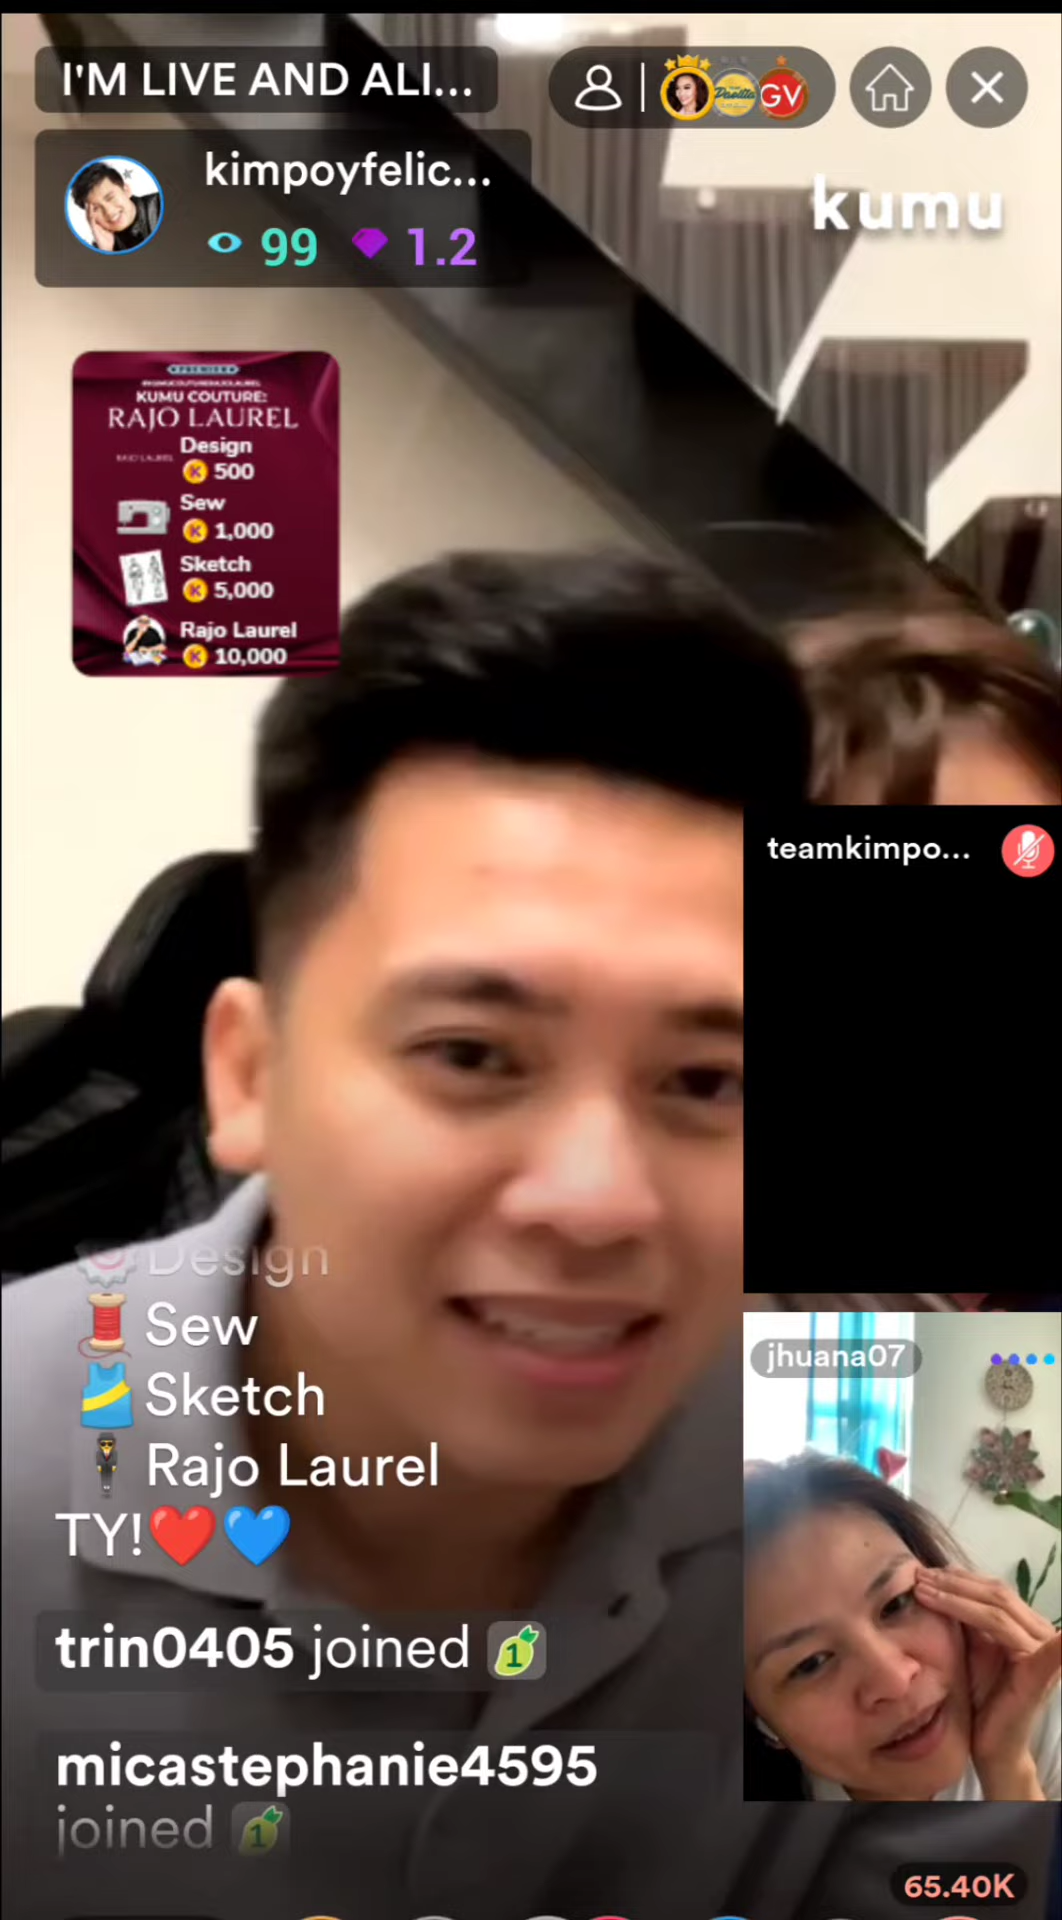 I'M LIVE AND ALI...
kimpoyfelic...
99 1.2
kumu
PREMIER
KUMU COUTURE:
RAJO LAUREL
Design
500
Sew
1,000
Sketch
5,000
Rajo Laurel
10,000
GV
teamkimpo...
jhuana07
Design
Sew
Sketch
Rajo Laurel
TY!❤️💙
trin0405 joined 1
micastephanie4595
joined 1
65.40K